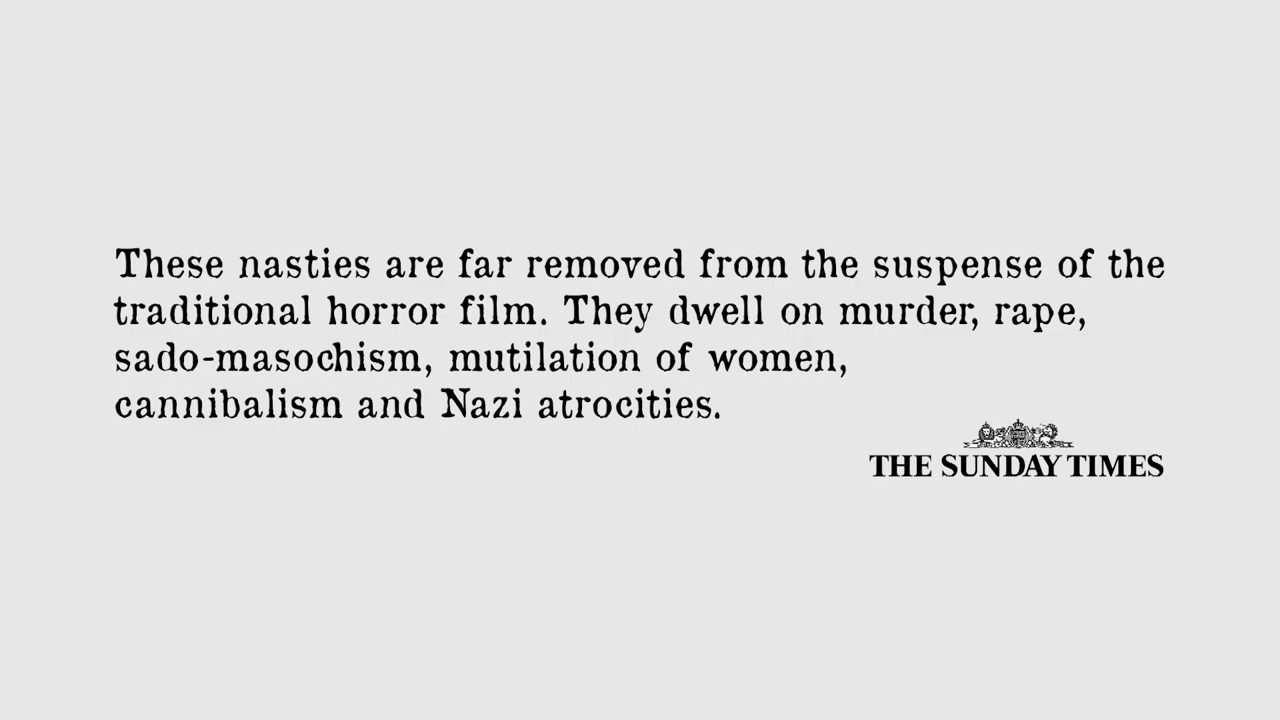 These nasties are far removed from the suspense of the
traditional horror film. They dwell on murder, rape,
sado-masochism, mutilation of women,
cannibalism and Nazi atrocities.
THE SUNDAY TIMES